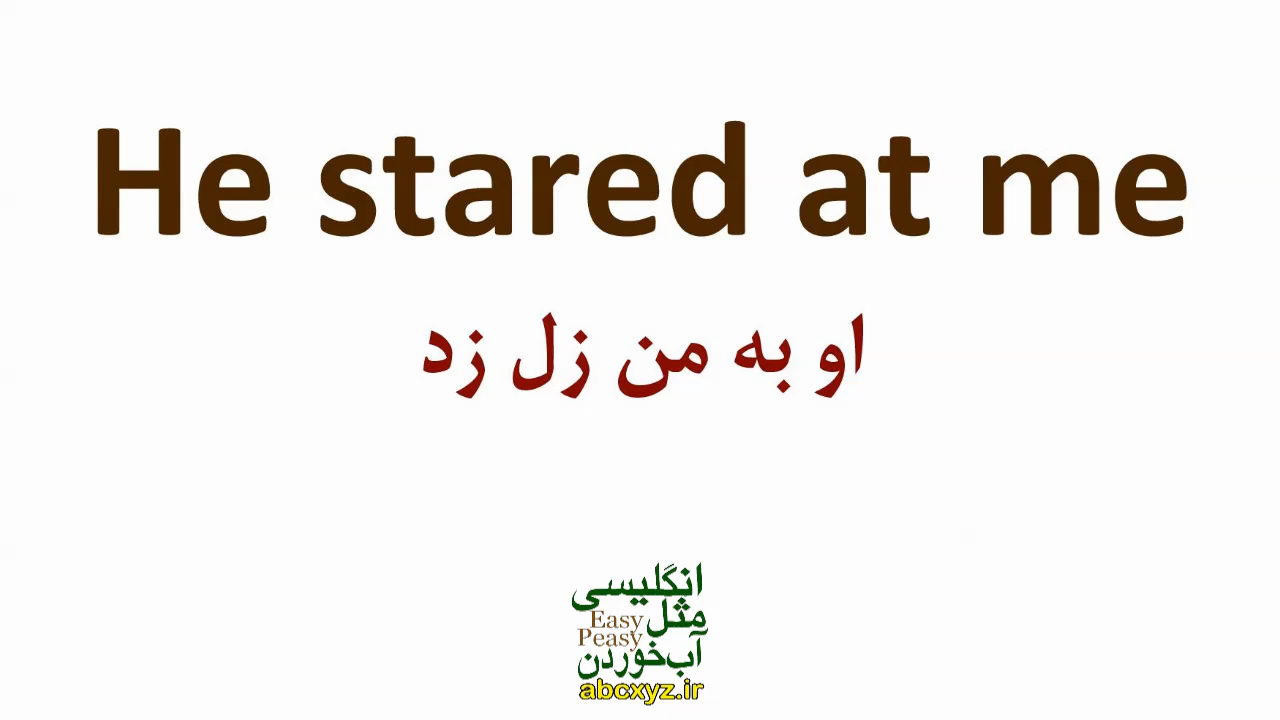 He stared at me
او به من زل زد
انگلیسی
مثل
Easy
Peasy
آب‌خوردن
abcxyz.ir